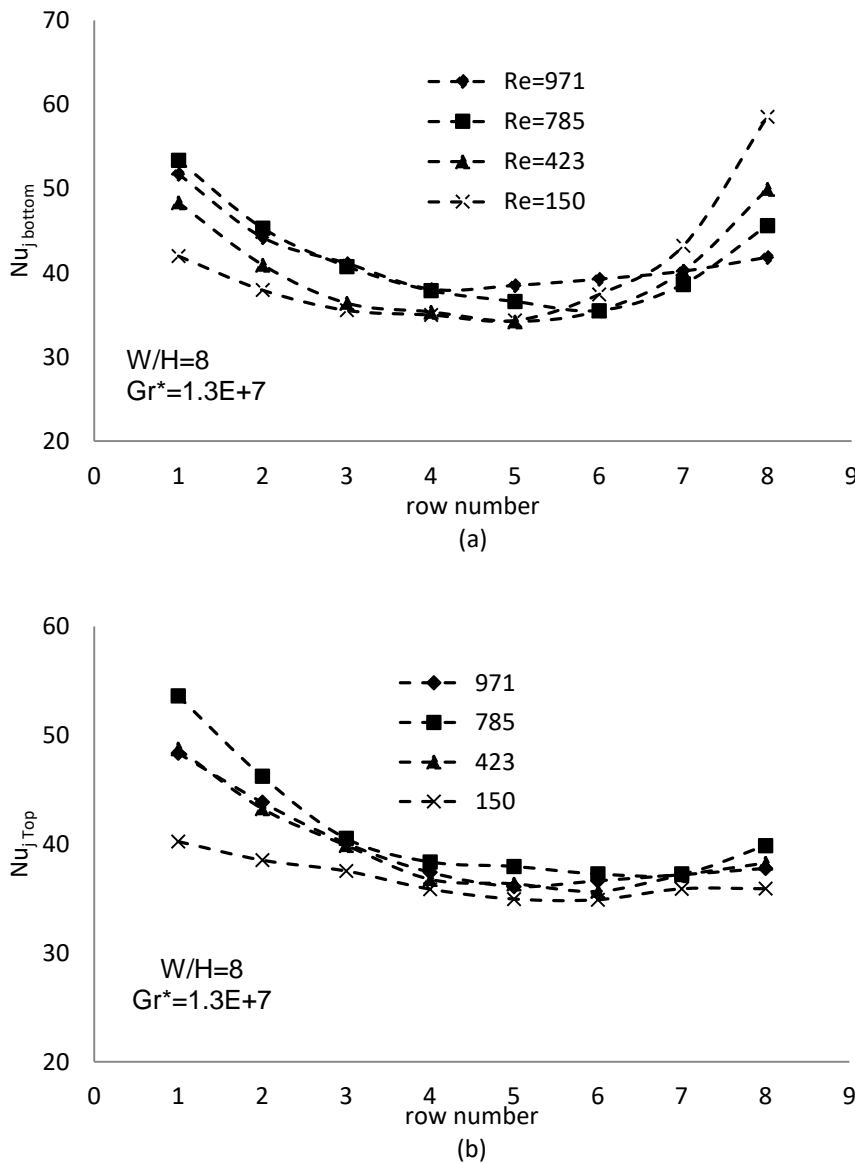 70
60
50
40
30
20
Nu_j bottom
Re=971
Re=785
Re=423
Re=150
W/H=8
Gr*=1.3E+7
0 1 2 3 4 5 6 7 8 9
row number
(a)
60
50
40
30
20
Nu_j Top
971
785
423
150
W/H=8
Gr*=1.3E+7
0 1 2 3 4 5 6 7 8 9
row number
(b)